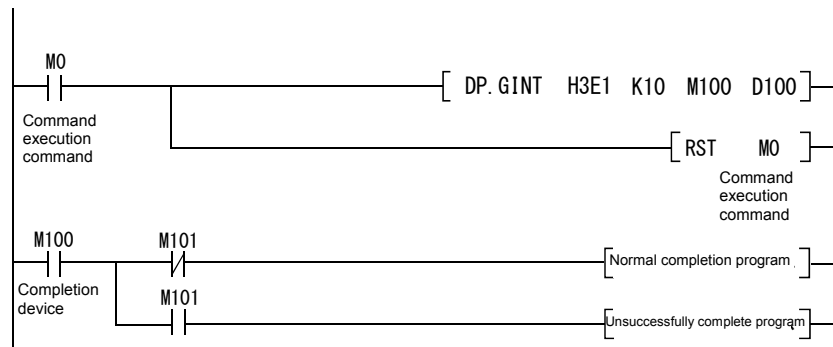 M0
DP.GINT H3E1 K10 M100 D100
Command
execution
command
RST M0
Command
execution
command
M100
M101
Normal completion program
Completion
device
M101
Unsuccessfully complete program